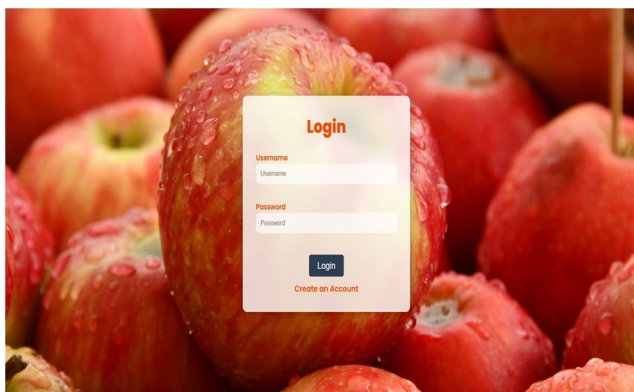 Login
Username
Username
Password
Password
Login
Create an Account